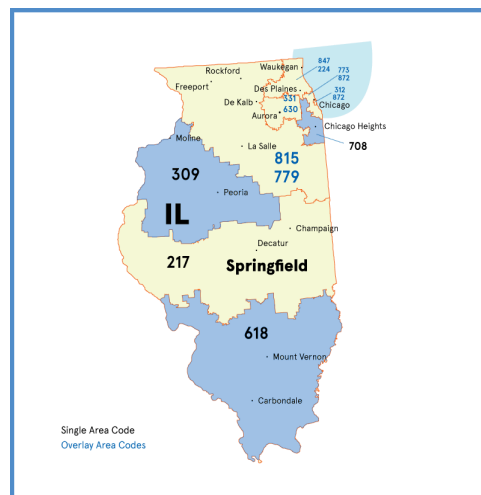 847
Waukegan
224
773
872
Rockford
Freeport
Des Plaines
312
872
De Kalb
331
Chicago
630
Aurora
Chicago Heights
Moline
La Salle
708
815
779
309
Peoria
IL
Champaign
Decatur
217
Springfield
618
Mount Vernon
Carbondale
Single Area Code
Overlay Area Codes